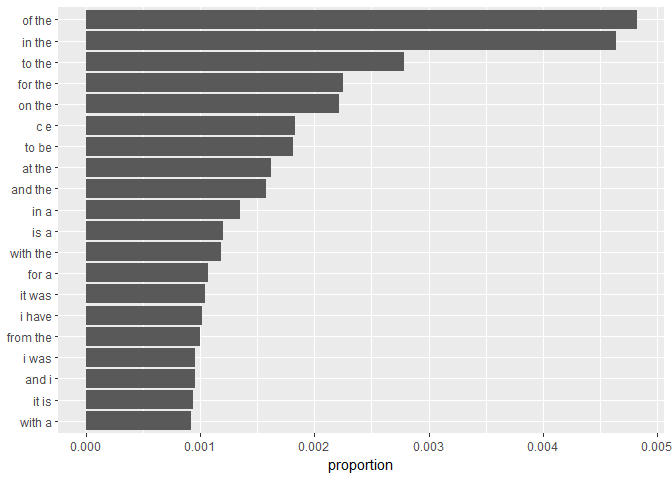 of the
in the
to the
for the
on the
c e
to be
at the
and the
in a
is a
with the
for a
it was
i have
from the
i was
and i
it is
with a
0.000 0.001 0.002 0.003 0.004 0.005
proportion